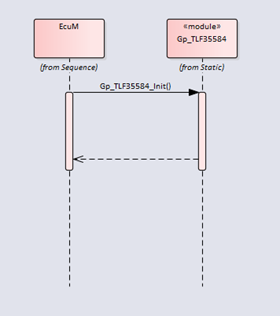 EcuM
«module»
Gp_TLF35584
(from Sequence)
(from Static)
Gp_TLF35584_Init()